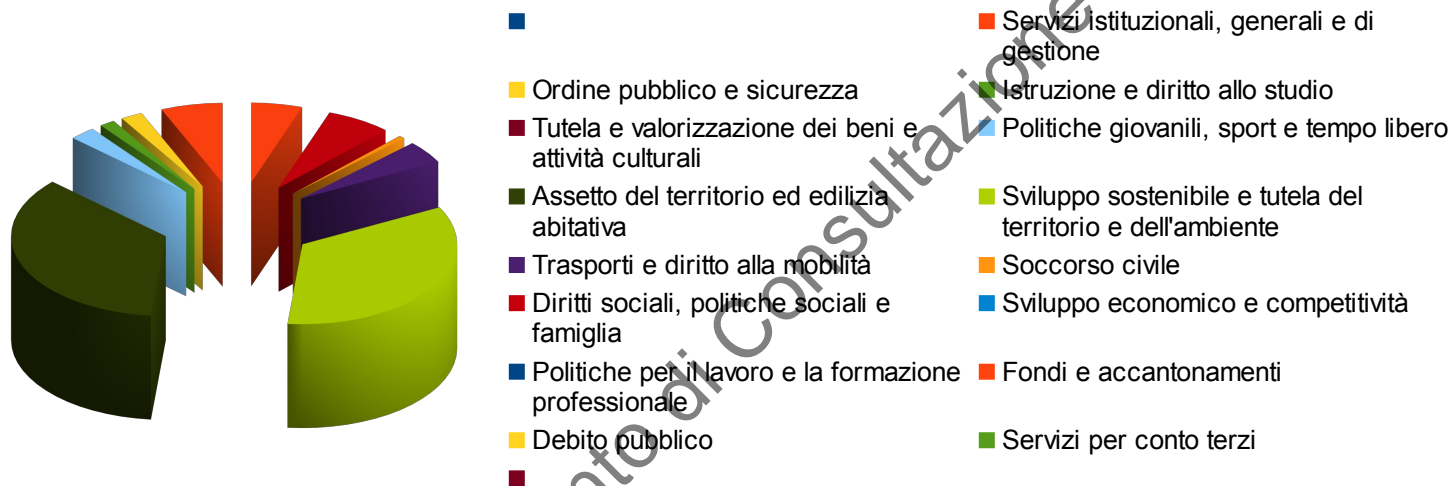 Servizi istituzionali, generali e di
gestione
Ordine pubblico e sicurezza
Istruzione e diritto allo studio
Tutela e valorizzazione dei beni e
attività culturali
Politiche giovanili, sport e tempo libero
Assetto del territorio ed edilizia
abitativa
Sviluppo sostenibile e tutela del
territorio e dell'ambiente
Trasporti e diritto alla mobilità
Soccorso civile
Diritti sociali, politiche sociali e
famiglia
Sviluppo economico e competitività
Politiche per il lavoro e la formazione
professionale
Fondi e accantonamenti
Debito pubblico
Servizi per conto terzi
di Consultazione